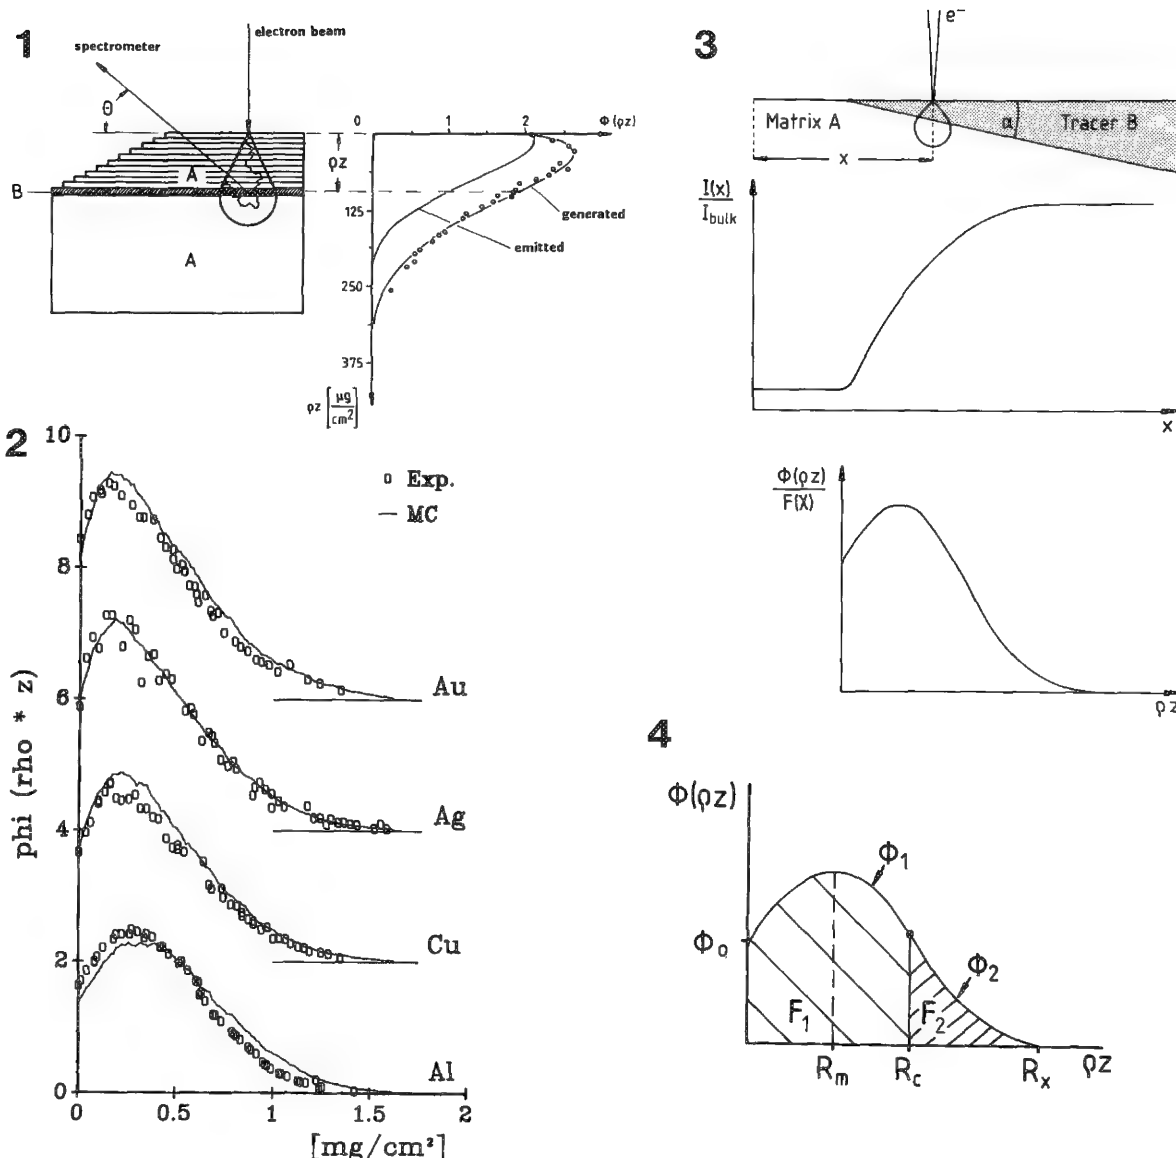 1
electron beam
spectrometer
θ
ρz
A
B
A
0
1
2
Φ(ρz)
125
250
375
generated
emitted
ρz [μg/cm²]
2
10
8
6
4
2
0
phi (rho * z)
Exp.
MC
Au
Ag
Cu
Al
0
0.5
1
1.5
2
[mg/cm²]
3
e⁻
Matrix A
α
Tracer B
x
I(x)
I bulk
x
Φ(ρz)
F(X)
ρz
4
Φ(ρz)
Φ₁
Φ₀
Φ₂
F₁
F₂
R_m
R_c
R_x
ρz